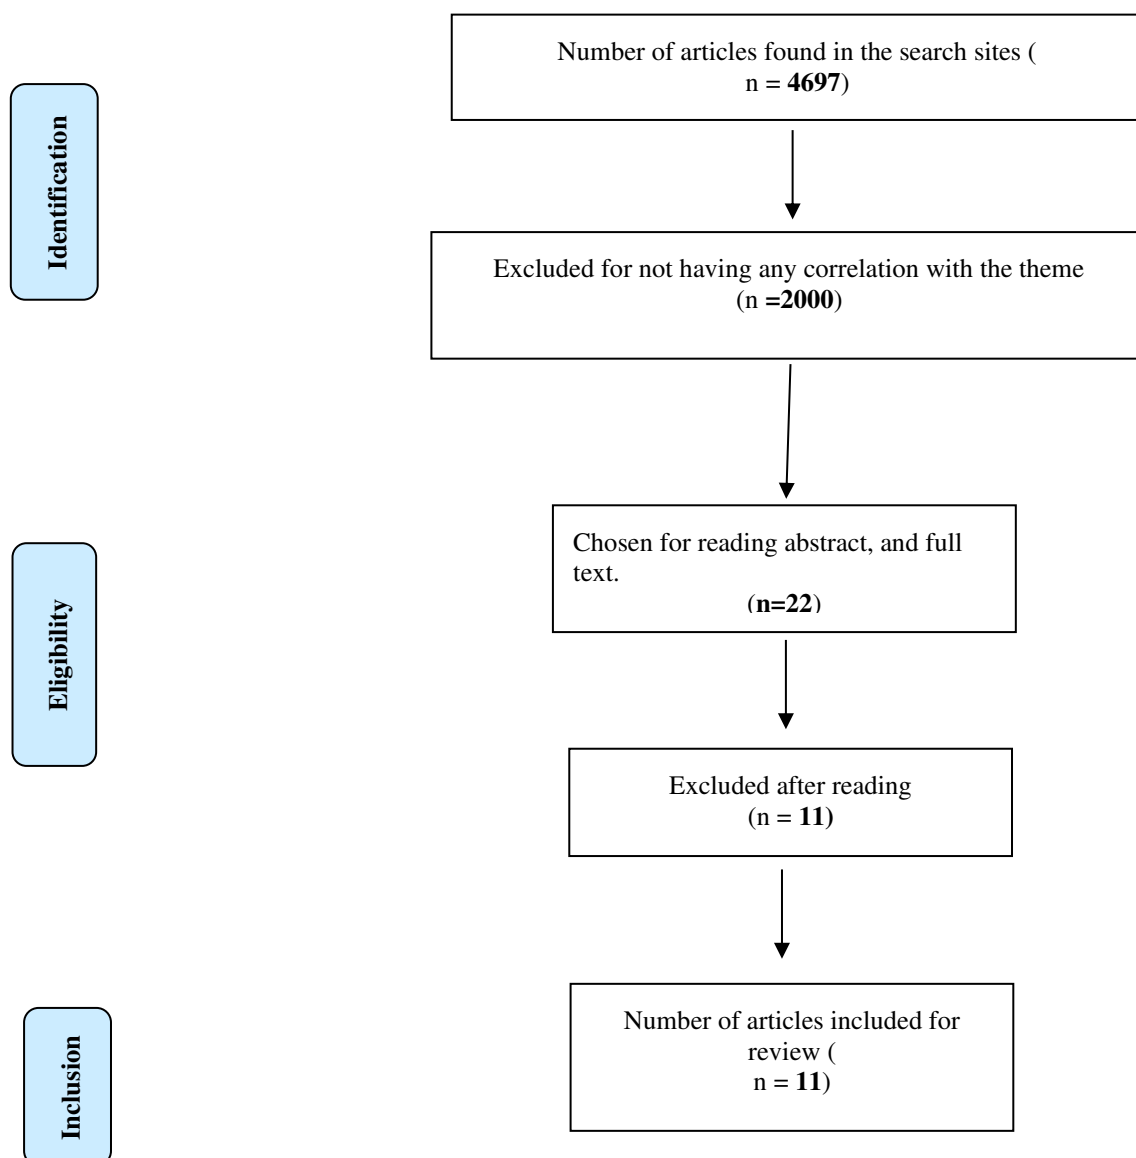 Number of articles found in the search sites (
n = 4697)
Identification
Excluded for not having any correlation with the theme
(n =2000)
Chosen for reading abstract, and full
text.
(n=22)
Eligibility
Excluded after reading
(n = 11)
Number of articles included for
review (
n = 11)
Inclusion